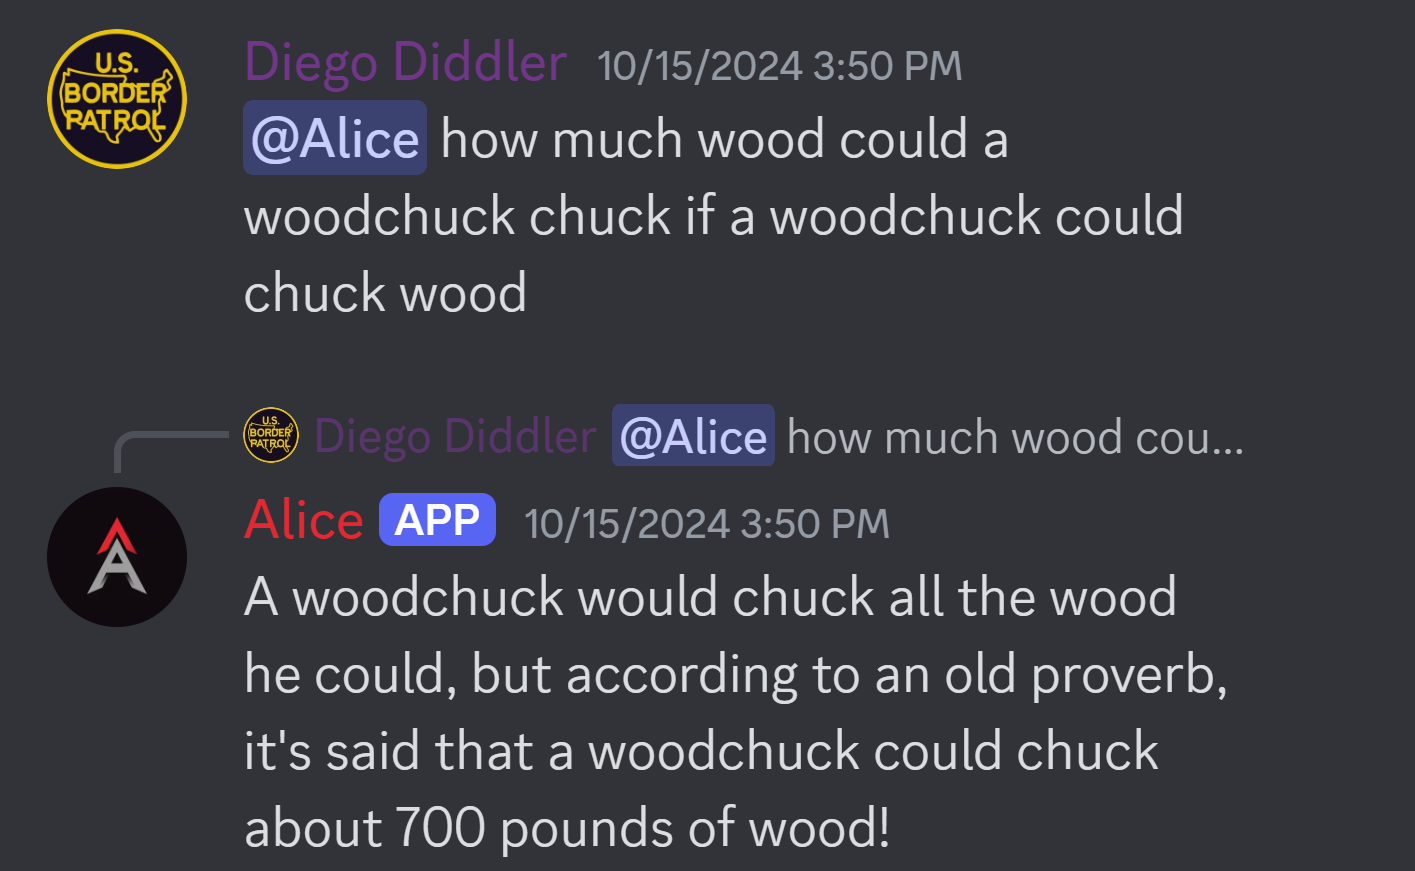 U.S.
BORDER
PATROL
Diego Diddler 10/15/2024 3:50 PM
@Alice how much wood could a
woodchuck chuck if a woodchuck could
chuck wood
U.S.
BORDER
PATROL
Diego Diddler @Alice how much wood cou...
Alice APP 10/15/2024 3:50 PM
A woodchuck would chuck all the wood
he could, but according to an old proverb,
it's said that a woodchuck could chuck
about 700 pounds of wood!